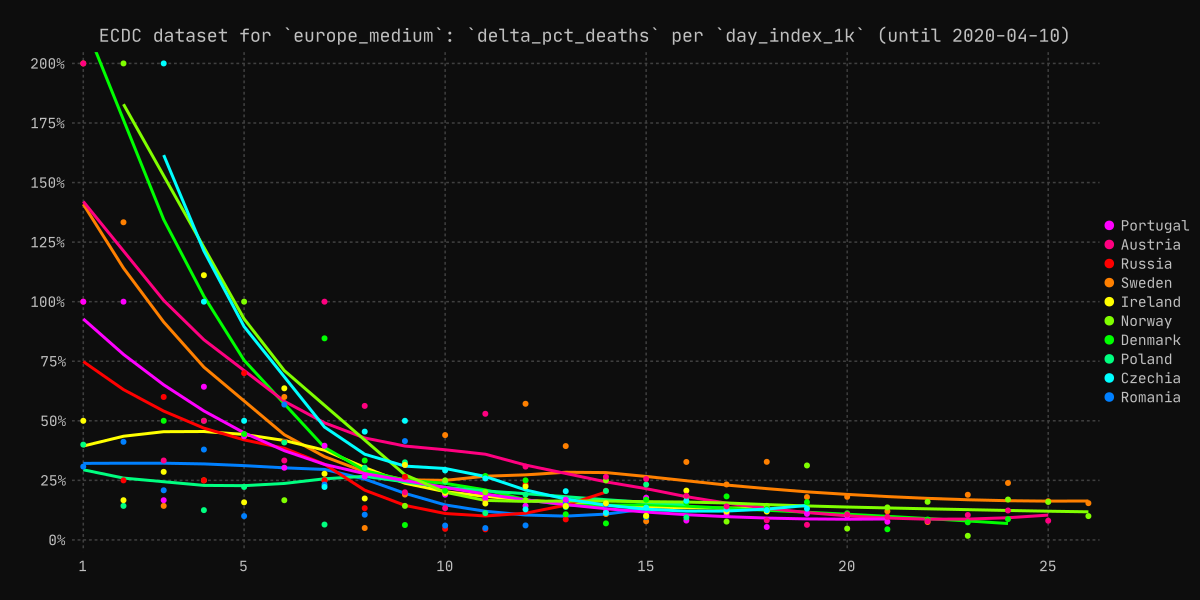 ECDC dataset for `europe_medium`: `delta_pct_deaths` per `day_index_1k` (until 2020-04-10)
200%
175%
150%
125%
100%
75%
50%
25%
0%
1 5 10 15 20 25
Portugal
Austria
Russia
Sweden
Ireland
Norway
Denmark
Poland
Czechia
Romania